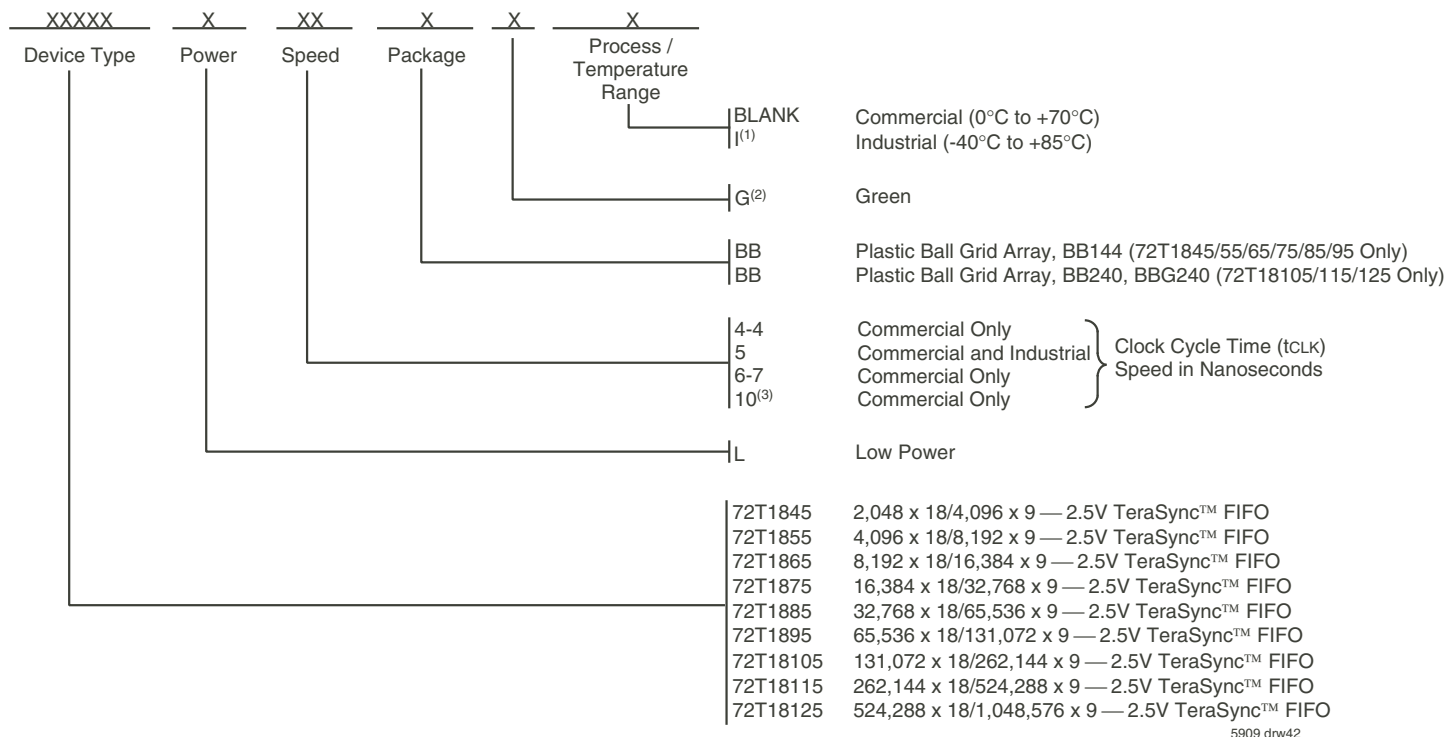 XXXXX X XX X X X
Device Type Power Speed Package Process / Temperature Range
BLANK Commercial (0°C to +70°C)
I(1) Industrial (-40°C to +85°C)
G(2) Green
BB Plastic Ball Grid Array, BB144 (72T1845/55/65/75/85/95 Only)
BB Plastic Ball Grid Array, BB240, BBG240 (72T18105/115/125 Only)
4-4 Commercial Only
5 Commercial and Industrial
6-7 Commercial Only
10(3) Commercial Only
Clock Cycle Time (tCLK)
Speed in Nanoseconds
L Low Power
72T1845 2,048 x 18/4,096 x 9 — 2.5V TeraSync™ FIFO
72T1855 4,096 x 18/8,192 x 9 — 2.5V TeraSync™ FIFO
72T1865 8,192 x 18/16,384 x 9 — 2.5V TeraSync™ FIFO
72T1875 16,384 x 18/32,768 x 9 — 2.5V TeraSync™ FIFO
72T1885 32,768 x 18/65,536 x 9 — 2.5V TeraSync™ FIFO
72T1895 65,536 x 18/131,072 x 9 — 2.5V TeraSync™ FIFO
72T18105 131,072 x 18/262,144 x 9 — 2.5V TeraSync™ FIFO
72T18115 262,144 x 18/524,288 x 9 — 2.5V TeraSync™ FIFO
72T18125 524,288 x 18/1,048,576 x 9 — 2.5V TeraSync™ FIFO
5909 drw42